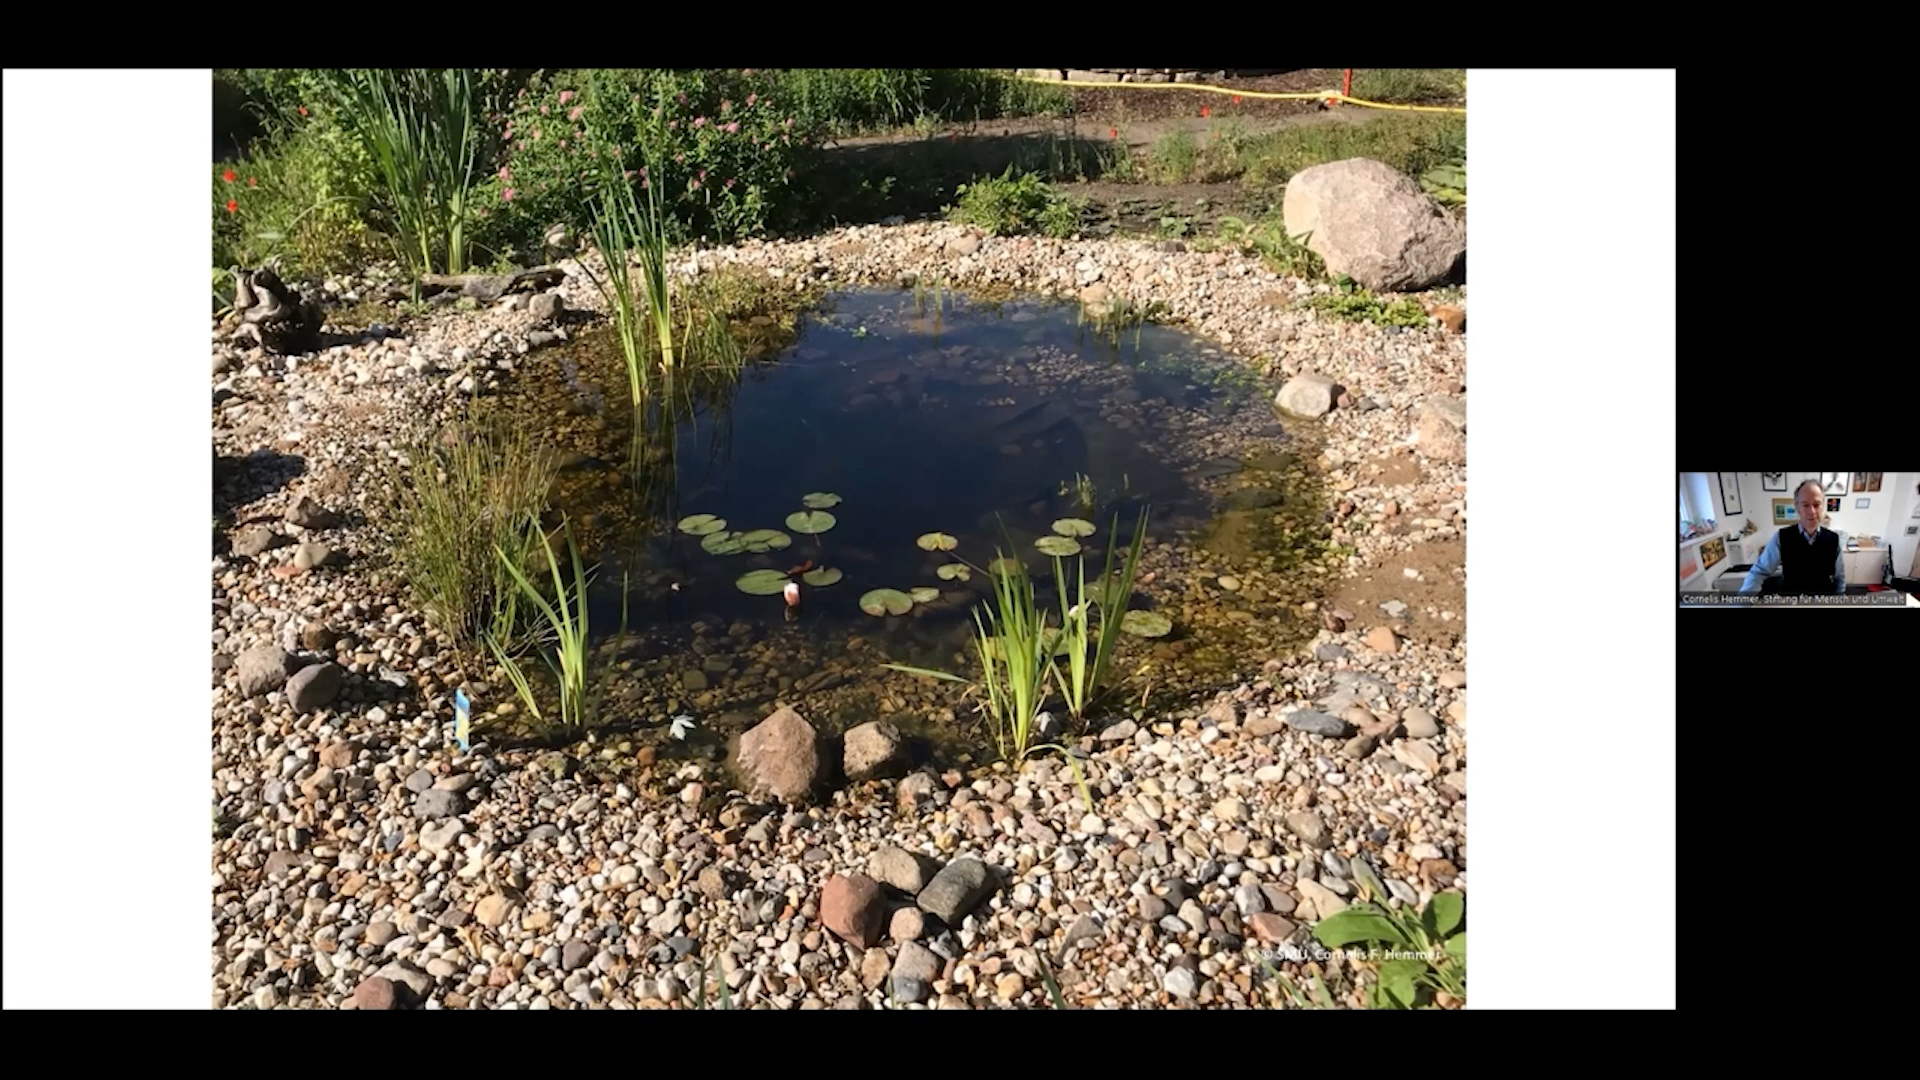 Cornelis Hemmer, Stiftung für Mensch und Umwelt
© SMU, Cornelis F. Hemmer